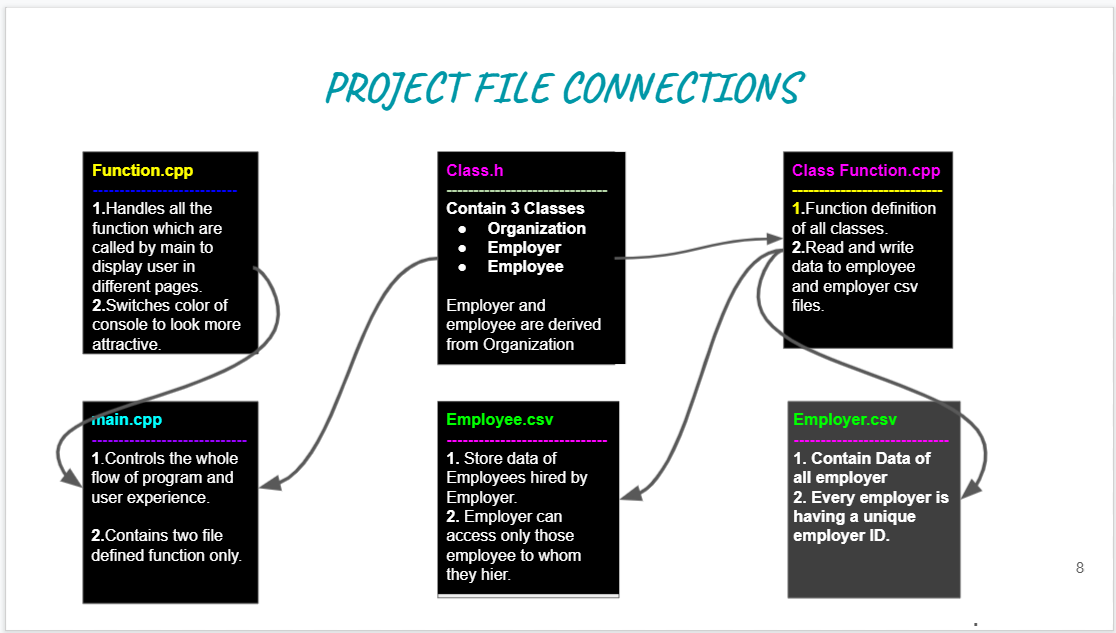 PROJECT FILE CONNECTIONS
Function.cpp
----------------------------
1.Handles all the
function which are
called by main to
display user in
different pages.
2.Switches color of
console to look more
attractive.
Class.h
------------------------------
Contain 3 Classes
● Organization
● Employer
● Employee
Employer and
employee are derived
from Organization
Class Function.cpp
----------------------------
1.Function definition
of all classes.
2.Read and write
data to employee
and employer csv
files.
main.cpp
-----------------------------
1.Controls the whole
flow of program and
user experience.
2.Contains two file
defined function only.
Employee.csv
------------------------------
1. Store data of
Employees hired by
Employer.
2. Employer can
access only those
employee to whom
they hier.
Employer.csv
-----------------------------
1. Contain Data of
all employer
2. Every employer is
having a unique
employer ID.
8
.